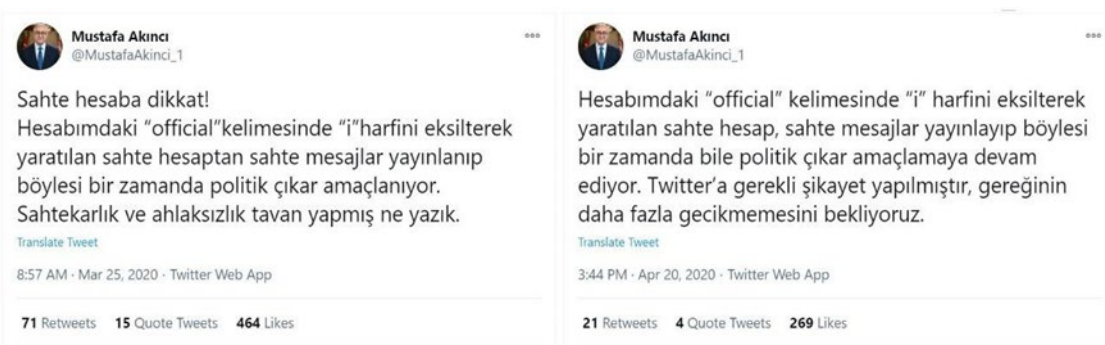 Mustafa Akıncı
@MustafaAkinci_1
Sahte hesaba dikkat!
Hesabımdaki “official”kelimesinde “i”harfini eksilterek
yaratılan sahte hesaptan sahte mesajlar yayınlanıp
böylesi bir zamanda politik çıkar amaçlanıyor.
Sahtekarlık ve ahlaksızlık tavan yapmış ne yazık.
Translate Tweet
8:57 AM · Mar 25, 2020 · Twitter Web App
71 Retweets 15 Quote Tweets 464 Likes
Mustafa Akıncı
@MustafaAkinci_1
Hesabımdaki “official” kelimesinde “i” harfini eksilterek
yaratılan sahte hesap, sahte mesajlar yayınlayıp böylesi
bir zamanda bile politik çıkar amaçlamaya devam
ediyor. Twitter’a gerekli şikayet yapılmıştır, gereğinin
daha fazla gecikmemesini bekliyoruz.
Translate Tweet
3:44 PM · Apr 20, 2020 · Twitter Web App
21 Retweets 4 Quote Tweets 269 Likes